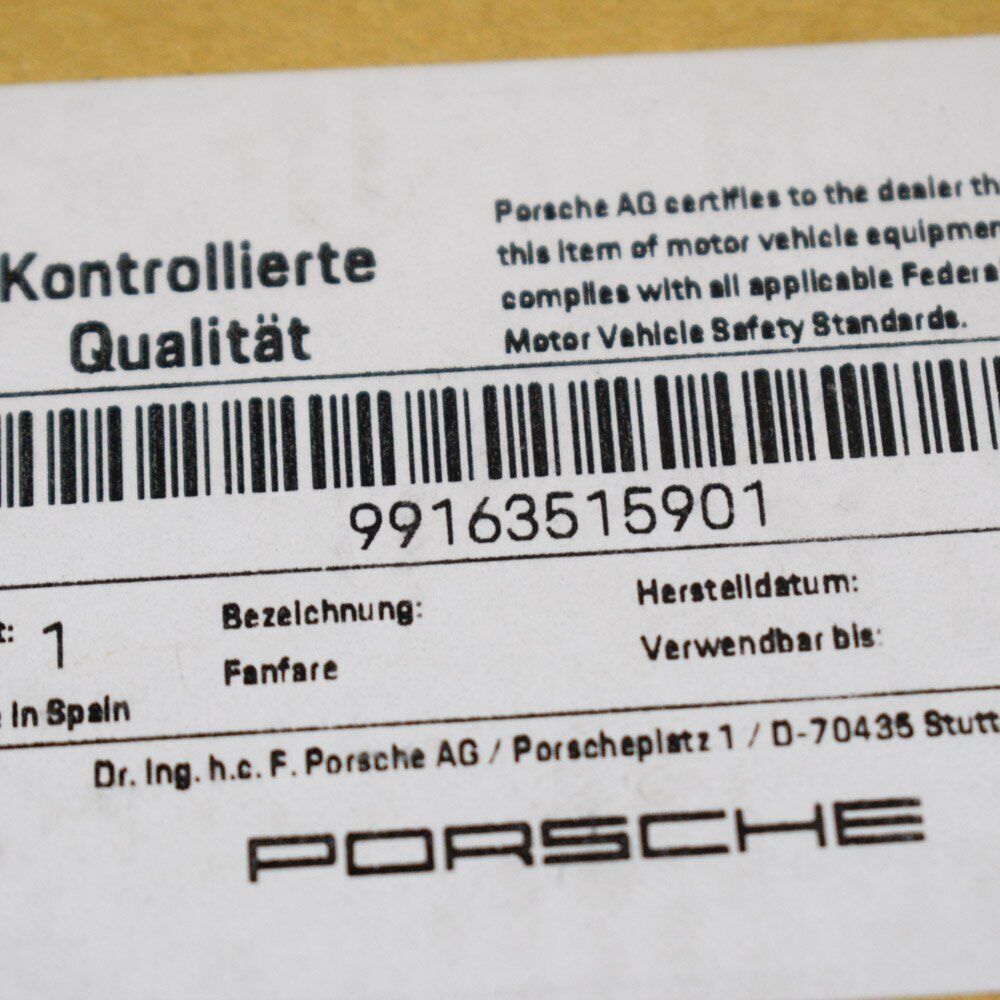 Kontrollierte
Qualität
Porsche AG certifies to the dealer th
this item of motor vehicle equipmen
complies with all applicable Federal
Motor Vehicle Safety Standards.
99163515901
t: 1
Bezeichnung:
Fanfare
Herstelldatum:
Verwendbar bis:
e in Spain
Dr. Ing. h.c. F. Porsche AG / Porscheplatz 1 / D-70435 Stutt
PORSCHE